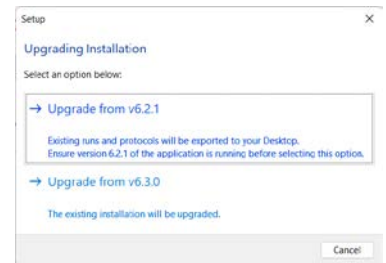 Setup
Upgrading Installation
Select an option below:
→ Upgrade from v6.2.1
Existing runs and protocols will be exported to your Desktop.
Ensure version 6.2.1 of the application is running before selecting this option.
→ Upgrade from v6.3.0
The existing installation will be upgraded.
Cancel